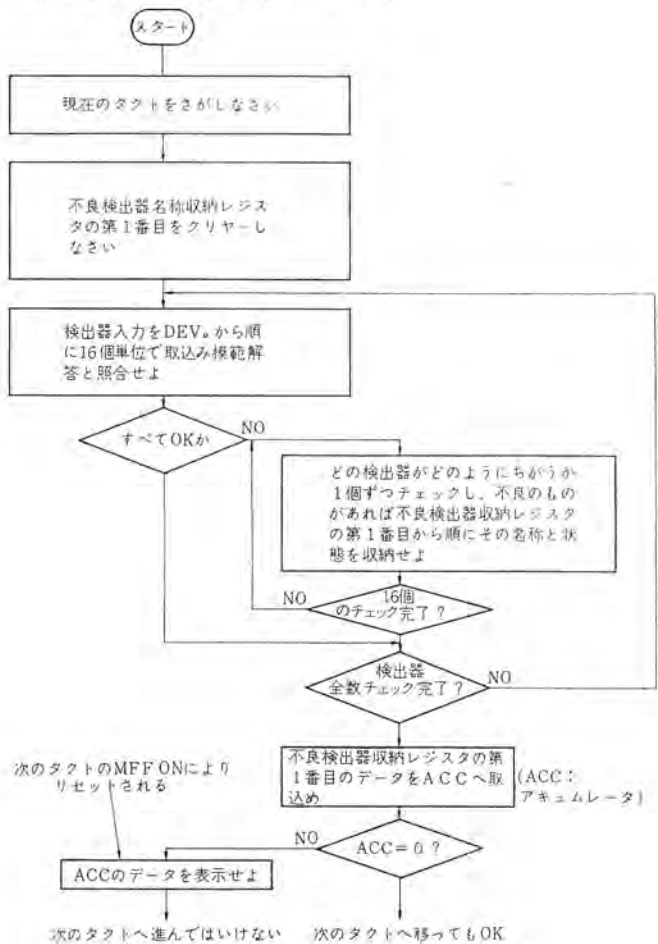 スタート
現在のタクトをさがしなさい
不良検出器名称収納レジス
タの第1番目をクリヤーし
なさい
検出器入力をDEV₀から順
に16個単位で取込み模範解
答と照合せよ
すべてOKか
NO
どの検出器がどのようにちがうか
1個ずつチェックし、不良のもの
があれば不良検出器収納レジスタ
の第1番目から順にその名称と状
態を収納せよ
NO
16個
のチェック完了?
検出器
全数チェック完了?
NO
不良検出器収納レジスタの第
1番目のデータをACCへ取
込め
(ACC:
アキュムレータ)
次のタクトのMFF ONにより
リセットされる
NO
ACC=0?
ACCのデータを表示せよ
次のタクトへ進んではいけない
次のタクトへ移ってもOK